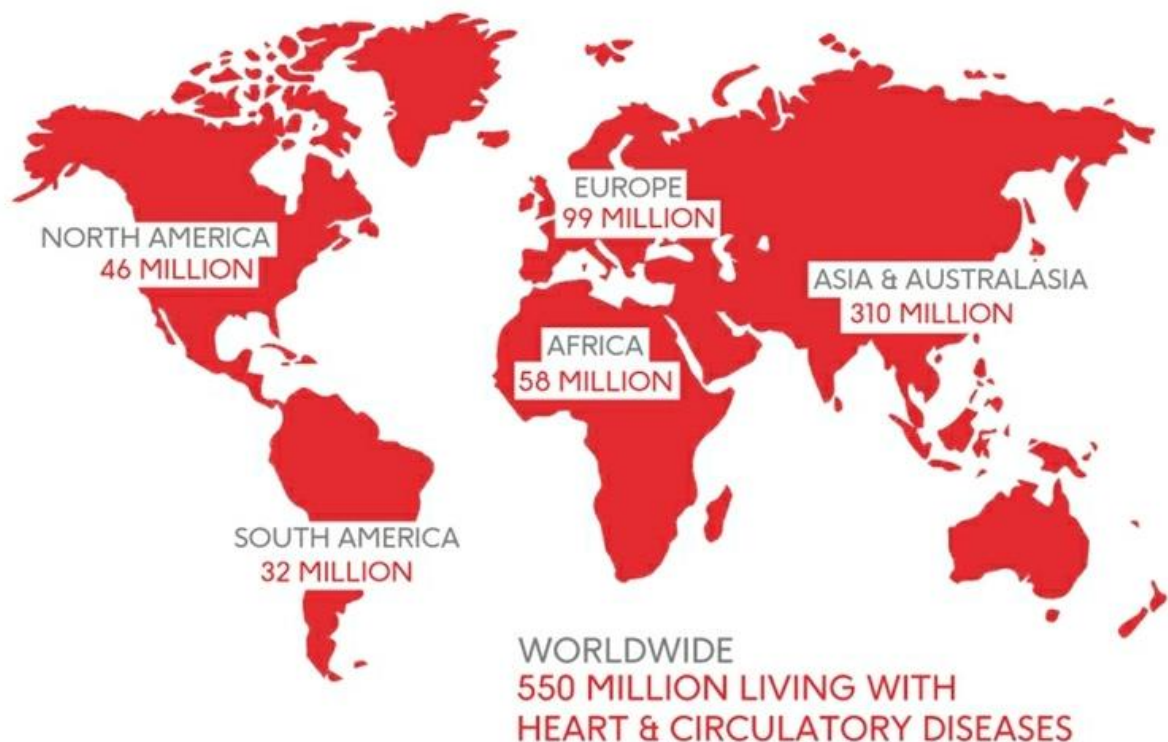 NORTH AMERICA
46 MILLION
EUROPE
99 MILLION
ASIA & AUSTRALASIA
310 MILLION
AFRICA
58 MILLION
SOUTH AMERICA
32 MILLION
WORLDWIDE
550 MILLION LIVING WITH
HEART & CIRCULATORY DISEASES